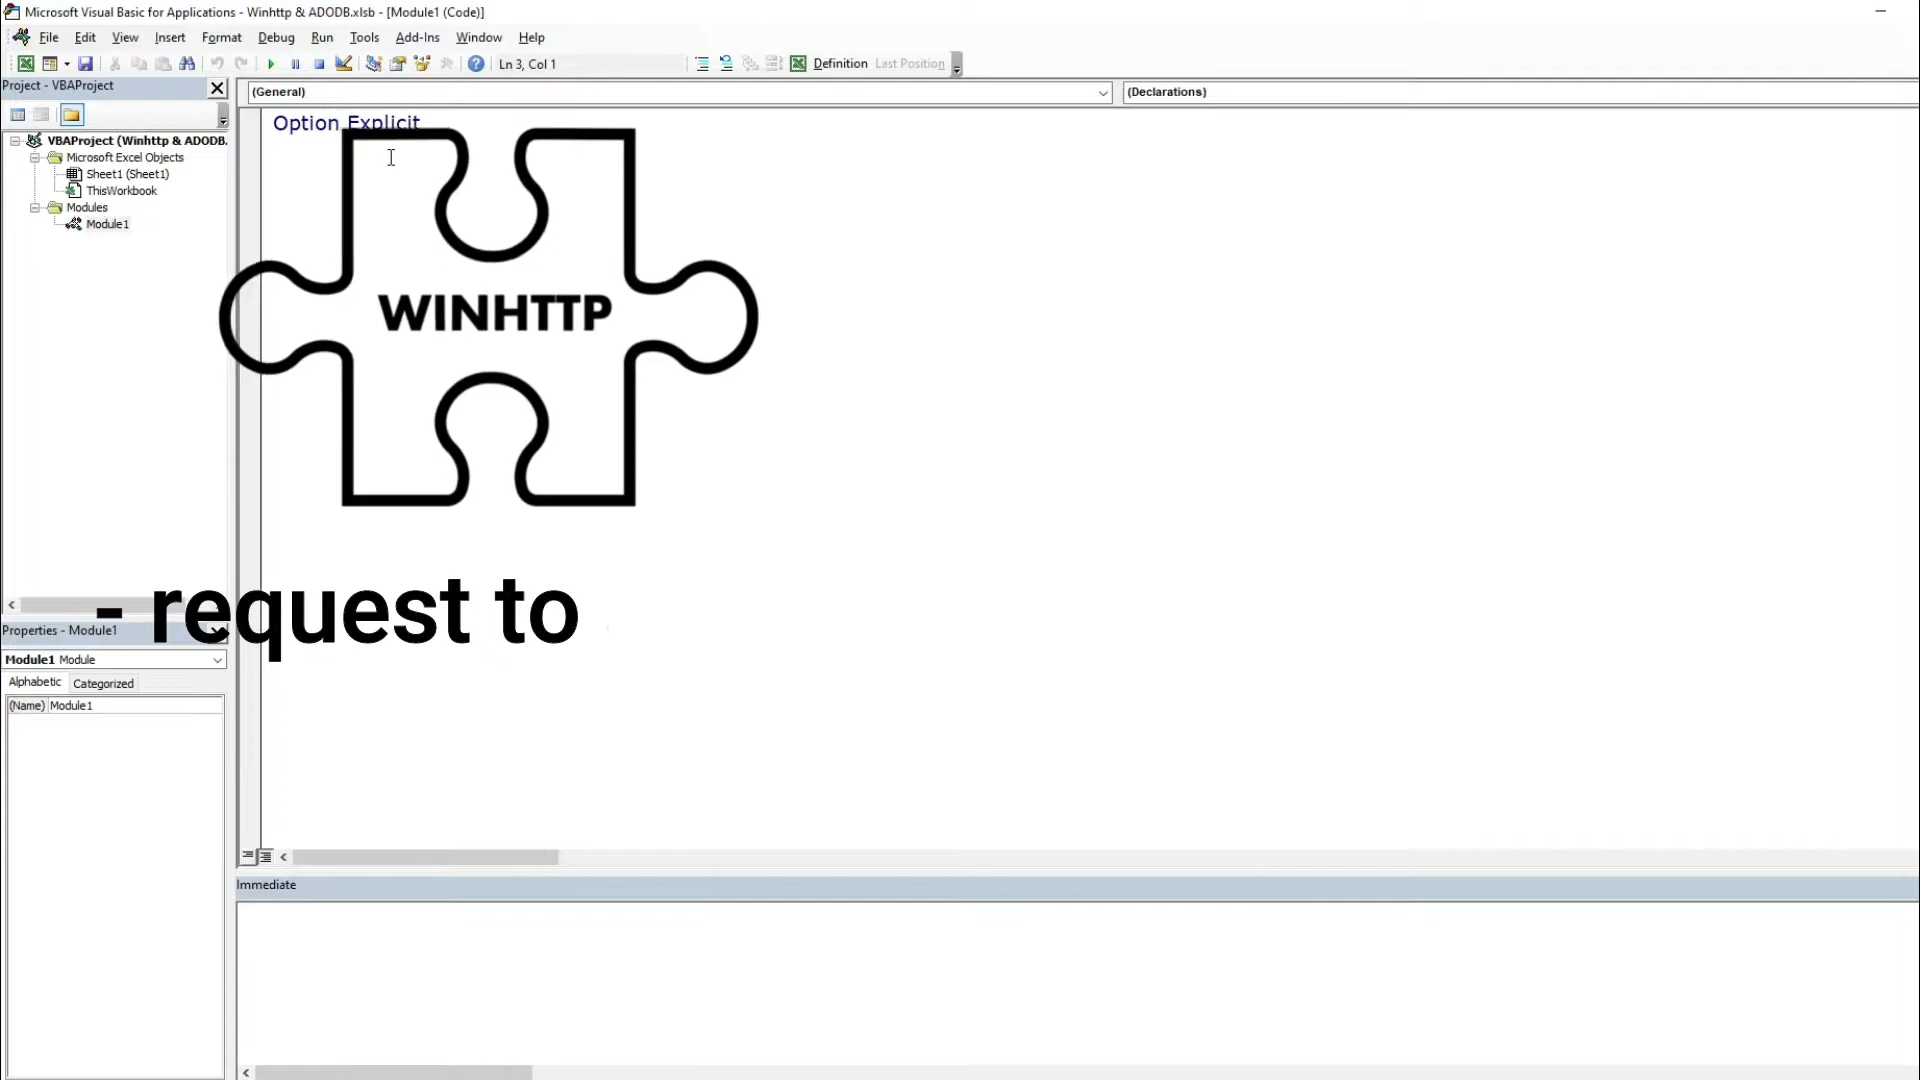 Microsoft Visual Basic for Applications - Winhttp & ADODB.xlsb - [Module1 (Code)]
File Edit View Insert Format Debug Run Tools Add-Ins Window Help
Ln 3, Col 1
Definition Last Position
Project - VBAProject
(General)
(Declarations)
Option Explicit
VBAProject (Winhttp & ADODB.
Microsoft Excel Objects
Sheet1 (Sheet1)
ThisWorkbook
Modules
Module1
WINHTTP
- request to
Properties - Module1
Module1 Module
Alphabetic Categorized
(Name) Module1
Immediate